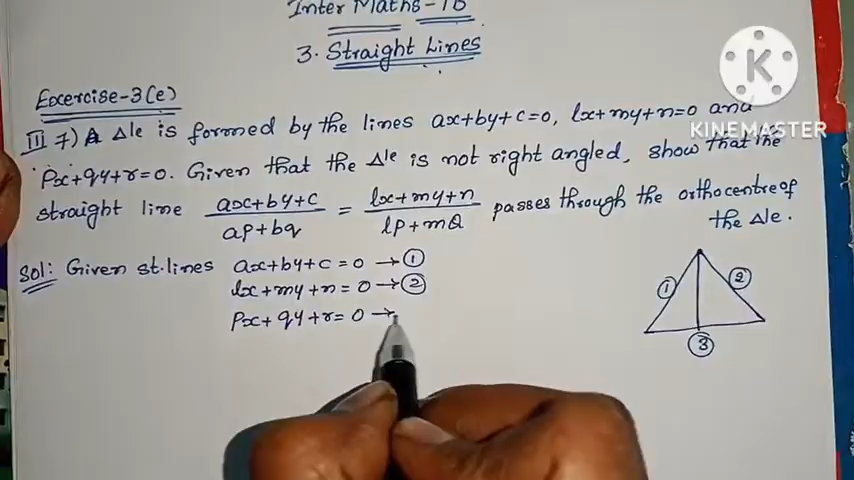 Inter Maths-1B
3. Straight Lines
Exercise-3(e)
III 7) A Δle is formed by the lines ax+by+c=0, lx+my+n=0 and
px+qy+r=0. Given that the Δle is not right angled, show that the
straight line (ax+by+c)/(ap+bq) = (lx+my+n)/(lp+mQ) passes through the orthocentre of
the Δle.
Sol: Given st.lines ax+by+c=0 → ①
lx+my+n=0 → ②
px+qy+r=0 →
① ②
③
K
KINEMASTER